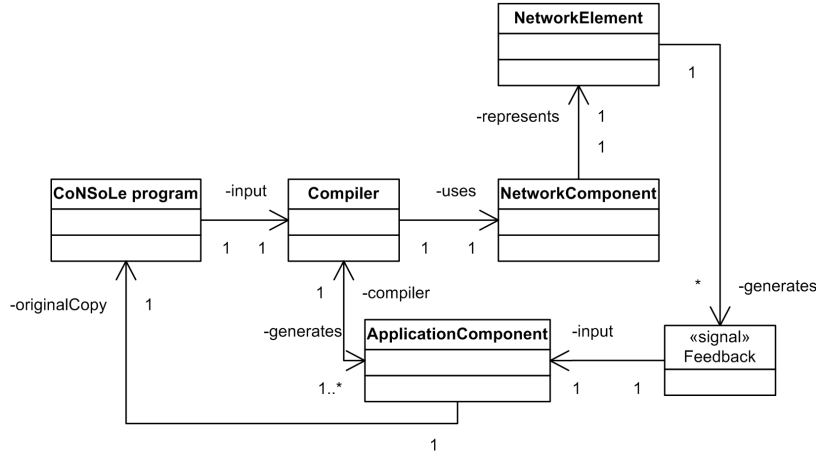 NetworkElement
1
-represents
1
1
CoNSoLe program
-input
Compiler
-uses
NetworkComponent
1
1
1
1
-originalCopy
1
1
-compiler
*
-generates
-generates
ApplicationComponent
-input
«signal»
Feedback
1..*
1
1
1